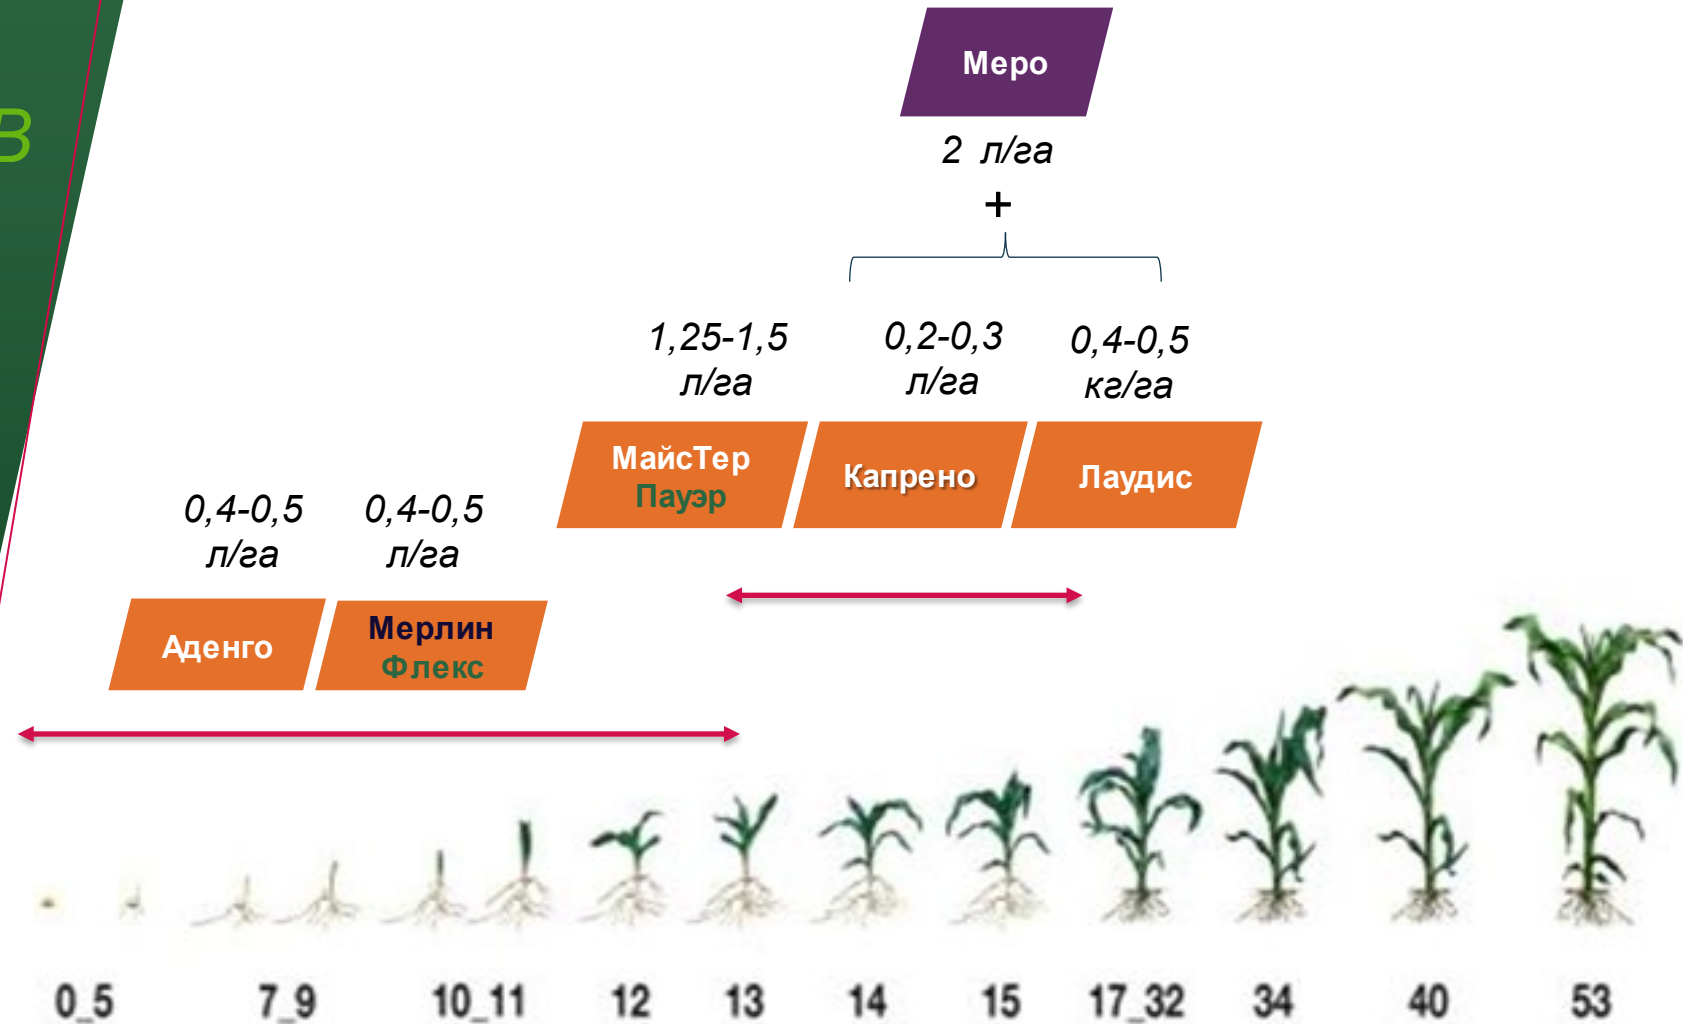 В
Меро
2 л/га
+
1,25-1,5
л/га
0,2-0,3
л/га
0,4-0,5
кг/га
МайсТер
Пауэр
Капрено
Лаудис
0,4-0,5
л/га
0,4-0,5
л/га
Аденго
Мерлин
Флекс
0_5 7_9 10_11 12 13 14 15 17_32 34 40 53